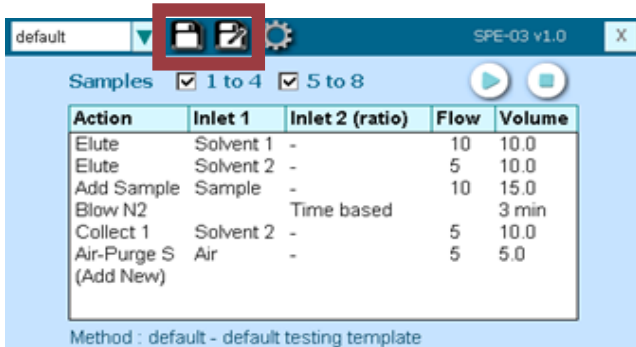 default SPE-03 v1.0 X
Samples 1 to 4 5 to 8
Action Inlet 1 Inlet 2 (ratio) Flow Volume
Elute Solvent 1 - 10 10.0
Elute Solvent 2 - 5 10.0
Add Sample Sample - 10 15.0
Blow N2 Time based 3 min
Collect 1 Solvent 2 - 5 10.0
Air-Purge S Air - 5 5.0
(Add New)
Method : default - default testing template